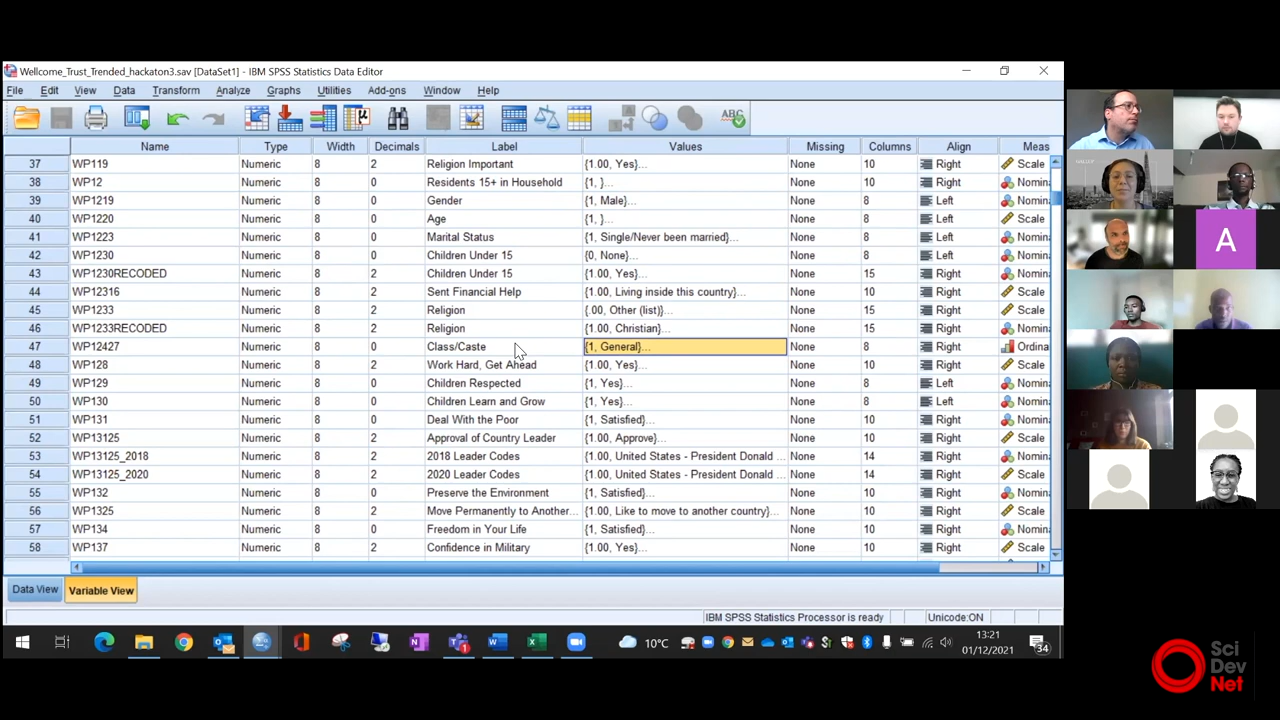 Wellcome_Trust_Trended_hackaton3.sav [DataSet1] - IBM SPSS Statistics Data Editor
File Edit View Data Transform Analyze Graphs Utilities Add-ons Window Help
Name Type Width Decimals Label Values Missing Columns Align Meas
37 WP119 Numeric 8 2 Religion Important {1.00, Yes}... None 10 Right Scale
38 WP12 Numeric 8 0 Residents 15+ in Household {1, }... None 10 Right Nomina
39 WP1219 Numeric 8 0 Gender {1, Male}... None 8 Left Nomina
40 WP1220 Numeric 8 0 Age {1, }... None 8 Left Scale
41 WP1223 Numeric 8 0 Marital Status {1, Single/Never been married}... None 8 Left Nomina
42 WP1230 Numeric 8 0 Children Under 15 {0, None}... None 8 Left Nomina
43 WP1230RECODED Numeric 8 2 Children Under 15 {1.00, Yes}... None 15 Right Nomina
44 WP12316 Numeric 8 2 Sent Financial Help {1.00, Living inside this country}... None 10 Right Scale
45 WP1233 Numeric 8 2 Religion {.00, Other (list)}... None 15 Right Nomina
46 WP1233RECODED Numeric 8 2 Religion {1.00, Christian}... None 15 Right Nomina
47 WP12427 Numeric 8 0 Class/Caste {1, General}... None 8 Right Ordina
48 WP128 Numeric 8 2 Work Hard, Get Ahead {1.00, Yes}... None 10 Right Scale
49 WP129 Numeric 8 0 Children Respected {1, Yes}... None 8 Left Nomina
50 WP130 Numeric 8 0 Children Learn and Grow {1, Yes}... None 8 Left Nomina
51 WP131 Numeric 8 0 Deal With the Poor {1, Satisfied}... None 10 Right Nomina
52 WP13125 Numeric 8 2 Approval of Country Leader {1.00, Approve}... None 10 Right Scale
53 WP13125_2018 Numeric 8 2 2018 Leader Codes {1.00, United States - President Donald ... None 14 Right Nomina
54 WP13125_2020 Numeric 8 2 2020 Leader Codes {1.00, United States - President Donald ... None 14 Right Scale
55 WP132 Numeric 8 0 Preserve the Environment {1, Satisfied}... None 10 Right Nomina
56 WP1325 Numeric 8 2 Move Permanently to Another... {1.00, Like to move to another country}... None 10 Right Scale
57 WP134 Numeric 8 0 Freedom in Your Life {1, Satisfied}... None 10 Right Nomina
58 WP137 Numeric 8 2 Confidence in Military {1.00, Yes}... None 10 Right Scale
Data View Variable View
IBM SPSS Statistics Processor is ready Unicode:ON
10°C 13:21
01/12/2021 34
GALLUP
A
Sci
Dev
Net